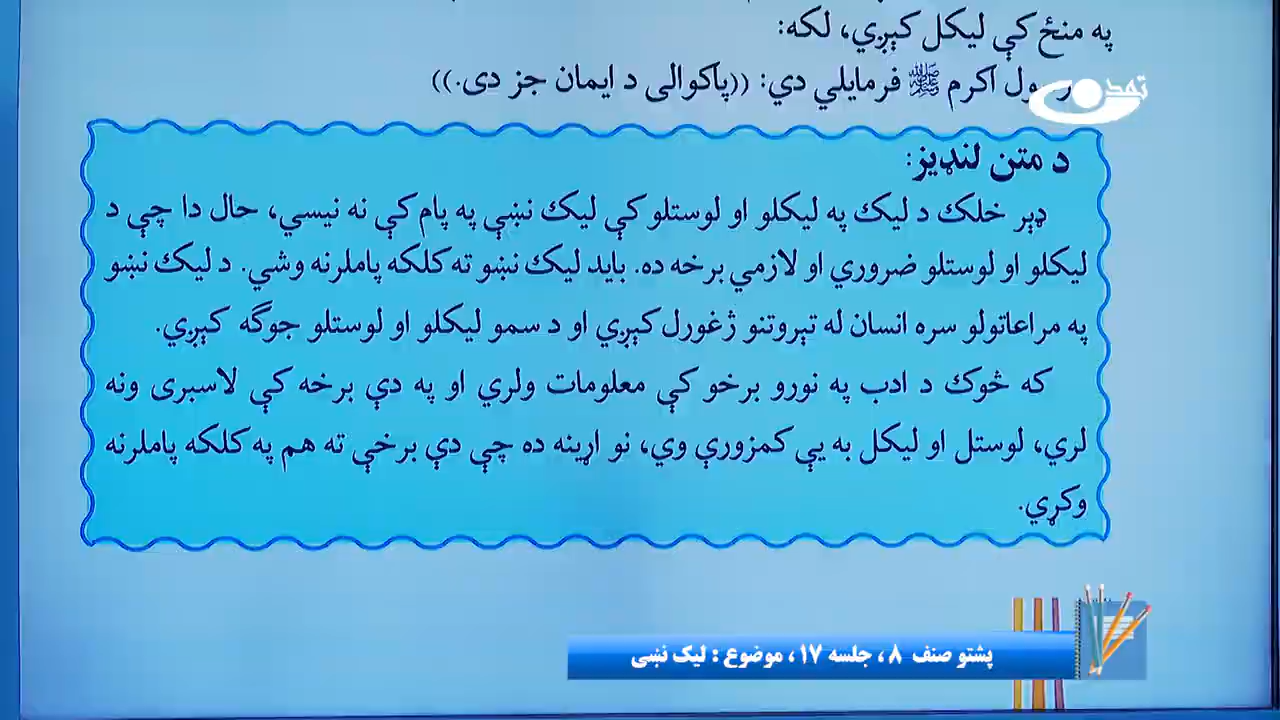 په منځ کې ليکل کېږي، لکه:
رسول اکرم ﷺ فرمايلي دي: ((پاکوالی د ايمان جز دی.))
تمدن
د متن لنډيز:
ډېر خلک د ليک په ليکلو او لوستلو کې ليک نښې په پام کې نه نيسي، حال دا چې د
ليکلو او لوستلو ضروري او لازمي برخه ده. بايد ليک نښو ته کلکه پاملرنه وشي. د ليک نښو
په مراعاتولو سره انسان له تېروتنو ژغورل کېږي او د سمو ليکلو او لوستلو جوگه کېږي.
که څوک د ادب په نورو برخو کې معلومات ولري او په دې برخه کې لاسبری ونه
لري، لوستل او ليکل به يې کمزوري وي، نو اړينه ده چې دې برخې ته هم په کلکه پاملرنه
وکړي.
پشتو صنف ۸، جلسه ۱۷، موضوع : لیک نښی